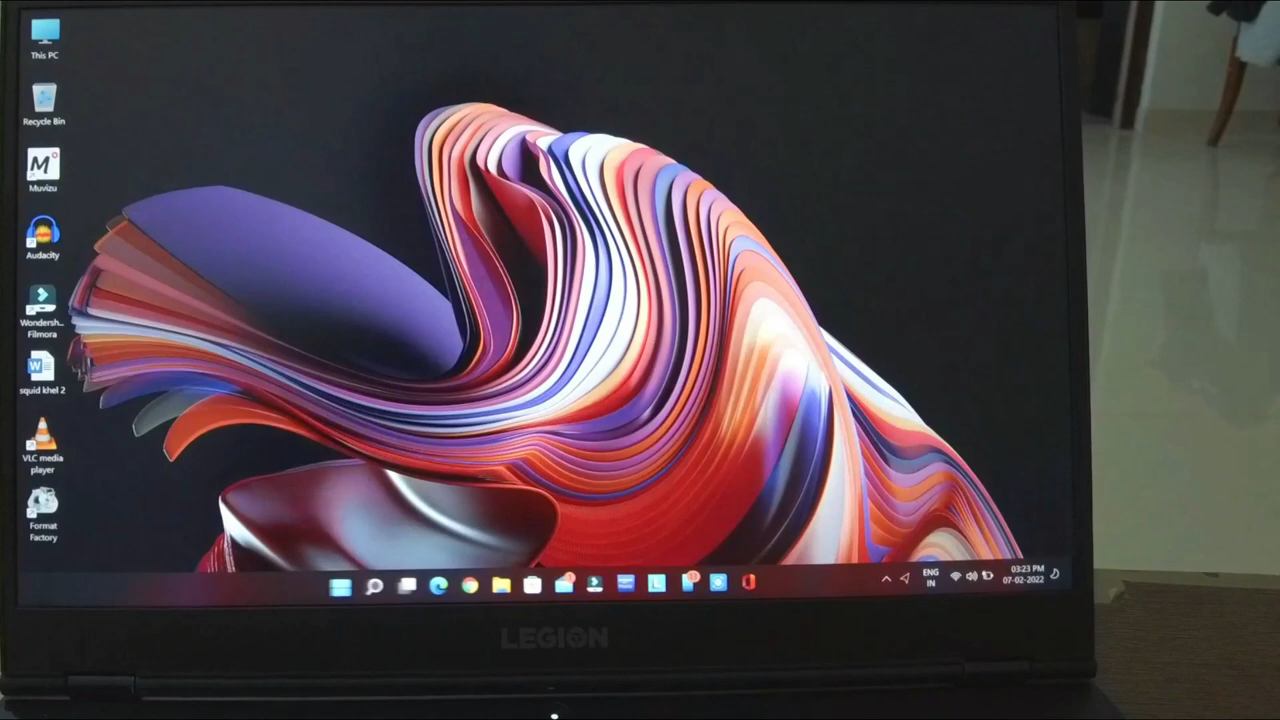 This PC
Recycle Bin
M
Muvizu
Audacity
Wondersh...
Filmora
W
squid khel 2
VLC media
player
Format
Factory
L
ENG
IN
03:23 PM
07-02-2022
LEGION